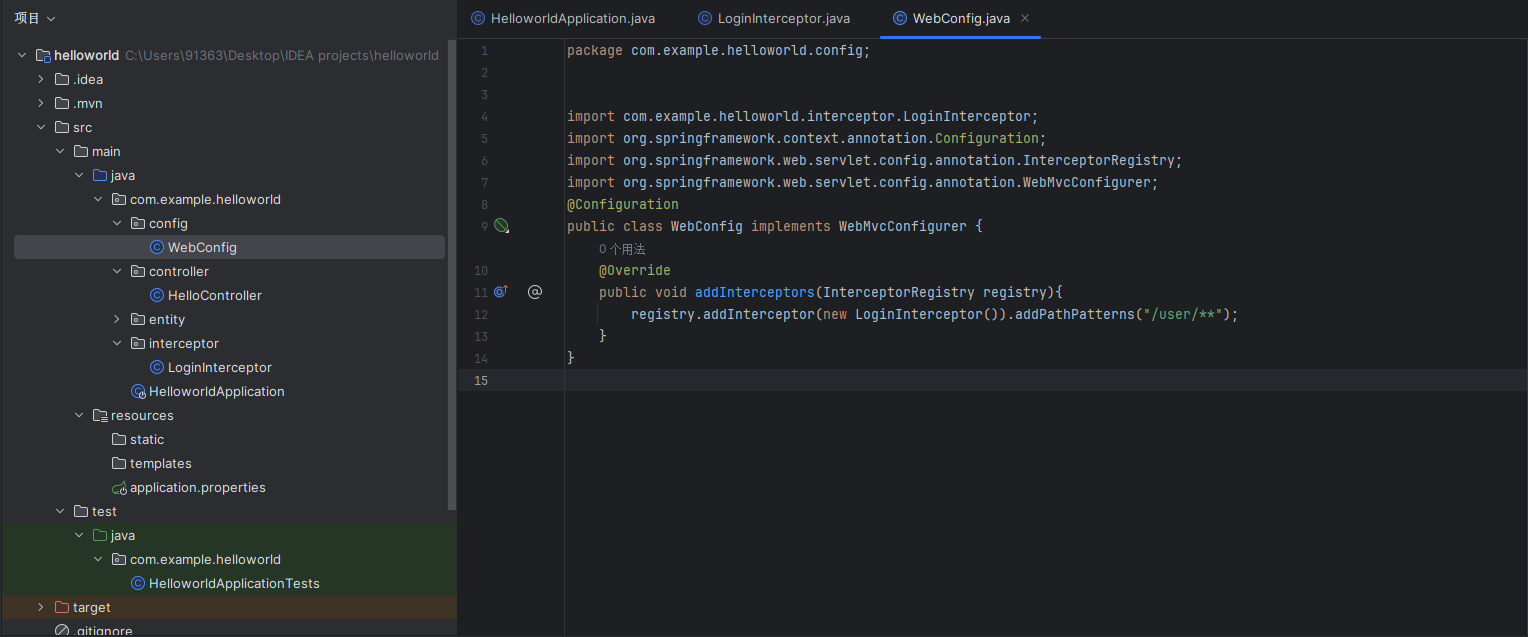 项目
helloworld C:\Users\91363\Desktop\IDEA projects\helloworld
.idea
.mvn
src
main
java
com.example.helloworld
config
WebConfig
controller
HelloController
entity
interceptor
LoginInterceptor
HelloworldApplication
resources
static
templates
application.properties
test
java
com.example.helloworld
HelloworldApplicationTests
target
.gitignore
HelloworldApplication.java LoginInterceptor.java WebConfig.java
1 package com.example.helloworld.config;
2
3
4 import com.example.helloworld.interceptor.LoginInterceptor;
5 import org.springframework.context.annotation.Configuration;
6 import org.springframework.web.servlet.config.annotation.InterceptorRegistry;
7 import org.springframework.web.servlet.config.annotation.WebMvcConfigurer;
8 @Configuration
9 public class WebConfig implements WebMvcConfigurer {
0 个用法
10 @Override
11 @ public void addInterceptors(InterceptorRegistry registry){
12 registry.addInterceptor(new LoginInterceptor()).addPathPatterns("/user/**");
13 }
14 }
15